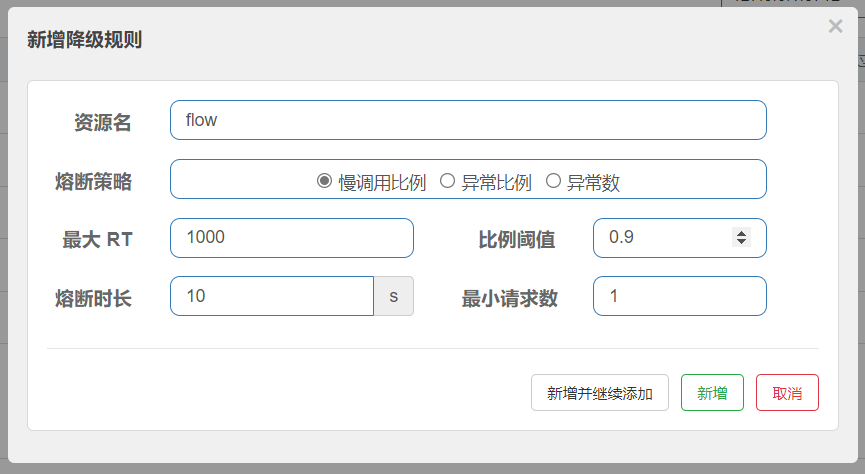 新增降级规则
×
资源名 flow
熔断策略 慢调用比例 异常比例 异常数
最大 RT 1000 比例阈值 0.9
熔断时长 10 s 最小请求数 1
新增并继续添加 新增 取消